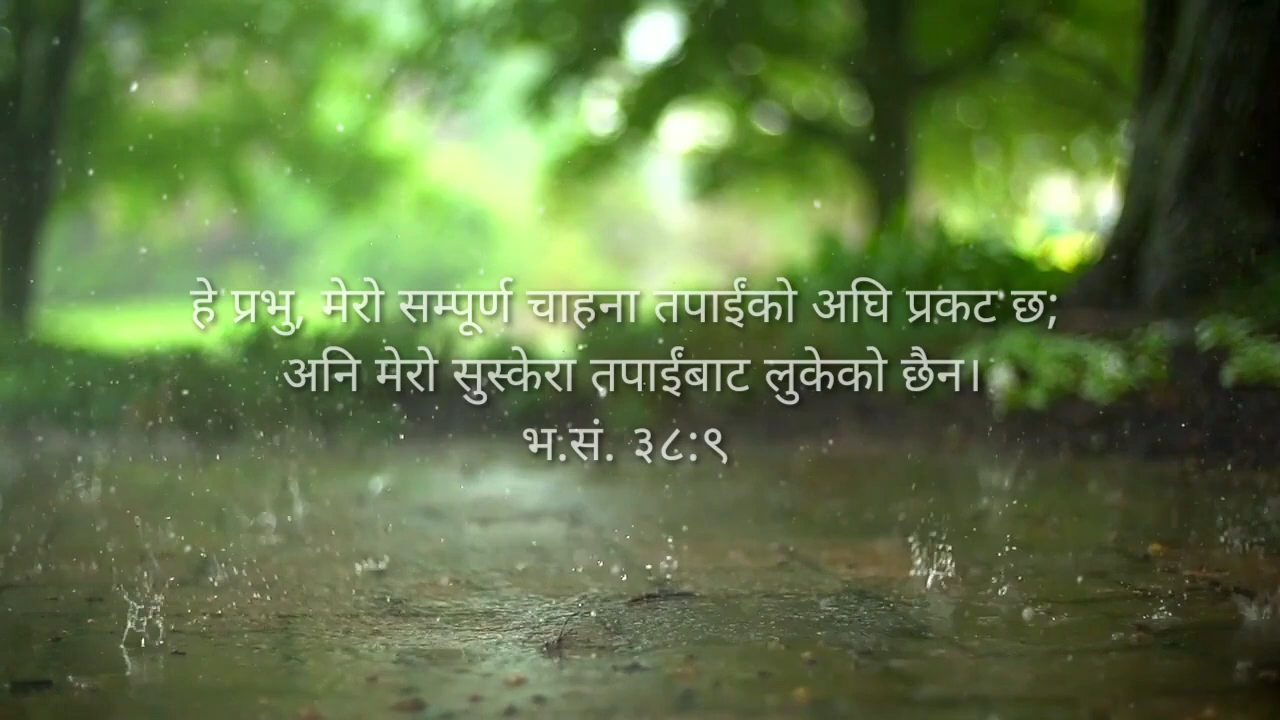 हे प्रभु, मेरो सम्पूर्ण चाहना तपाईंको अघि प्रकट छ;
अनि मेरो सुस्केरा तपाईंबाट लुकेको छैन।
भ.सं. ३८:९